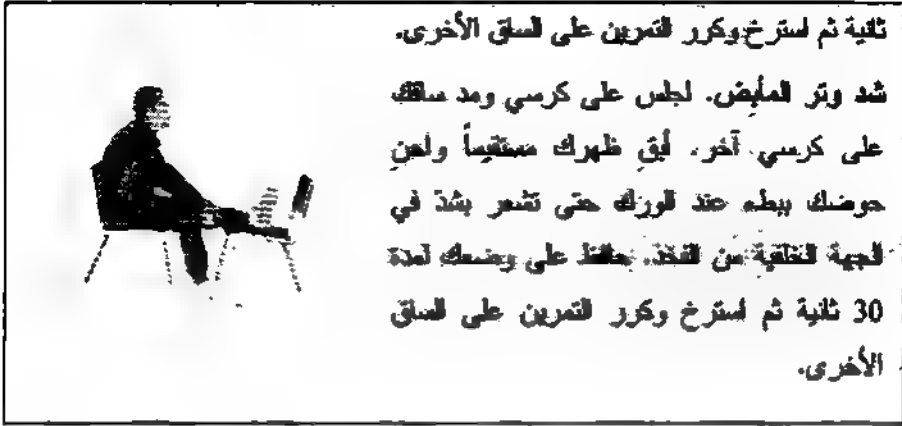 ثانية ثم استرخ وكرر التمرين على الساق الأخرى.
شد وتر المأبض. اجلس على كرسي ومد ساقك
على كرسي آخر. أبقِ ظهرك مستقيماً واحنِ
حوضك ببطء عند الورك حتى تشعر بشدّ في
الجهة الخلفية من الفخذ. حافظ على وضعك لمدة
30 ثانية ثم استرخ وكرر التمرين على الساق
الأخرى.